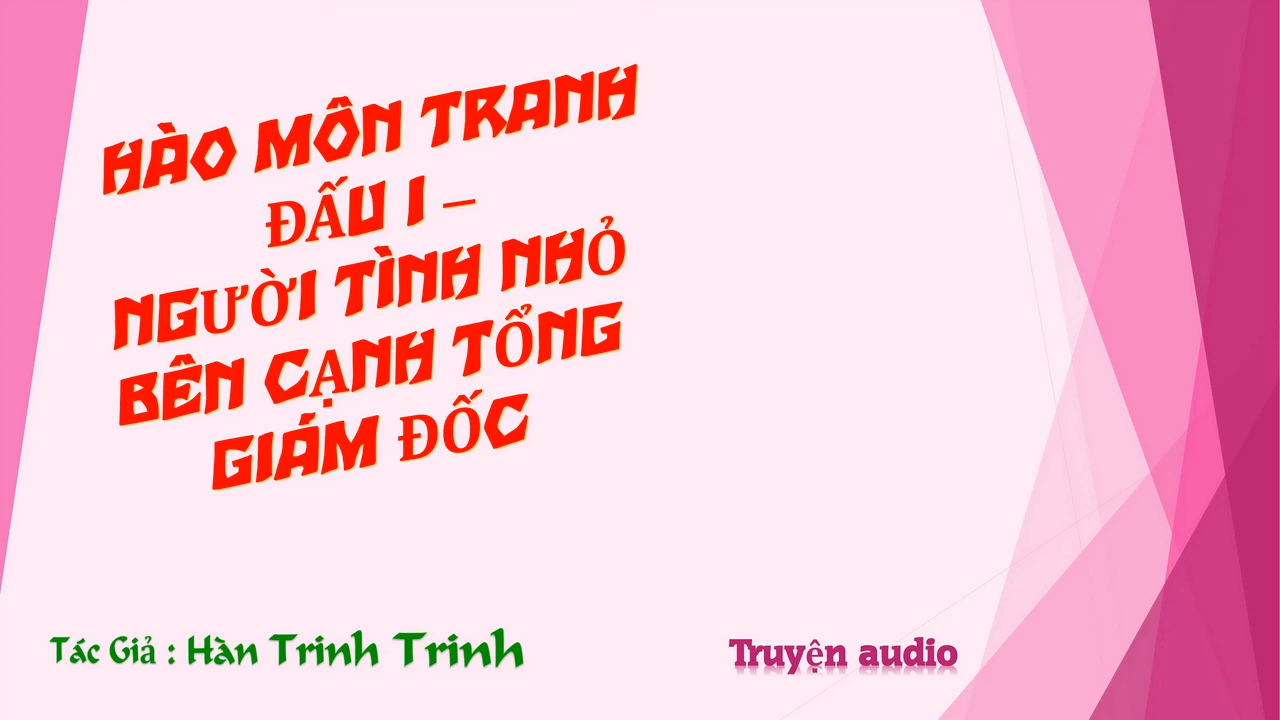 HÀO MÔN TRANH
ĐẤU I –
NGƯỜI TÌNH NHỎ
BÊN CẠNH TỔNG
GIÁM ĐỐC
Tác Giả : Hàn Trinh Trinh
Truyện audio